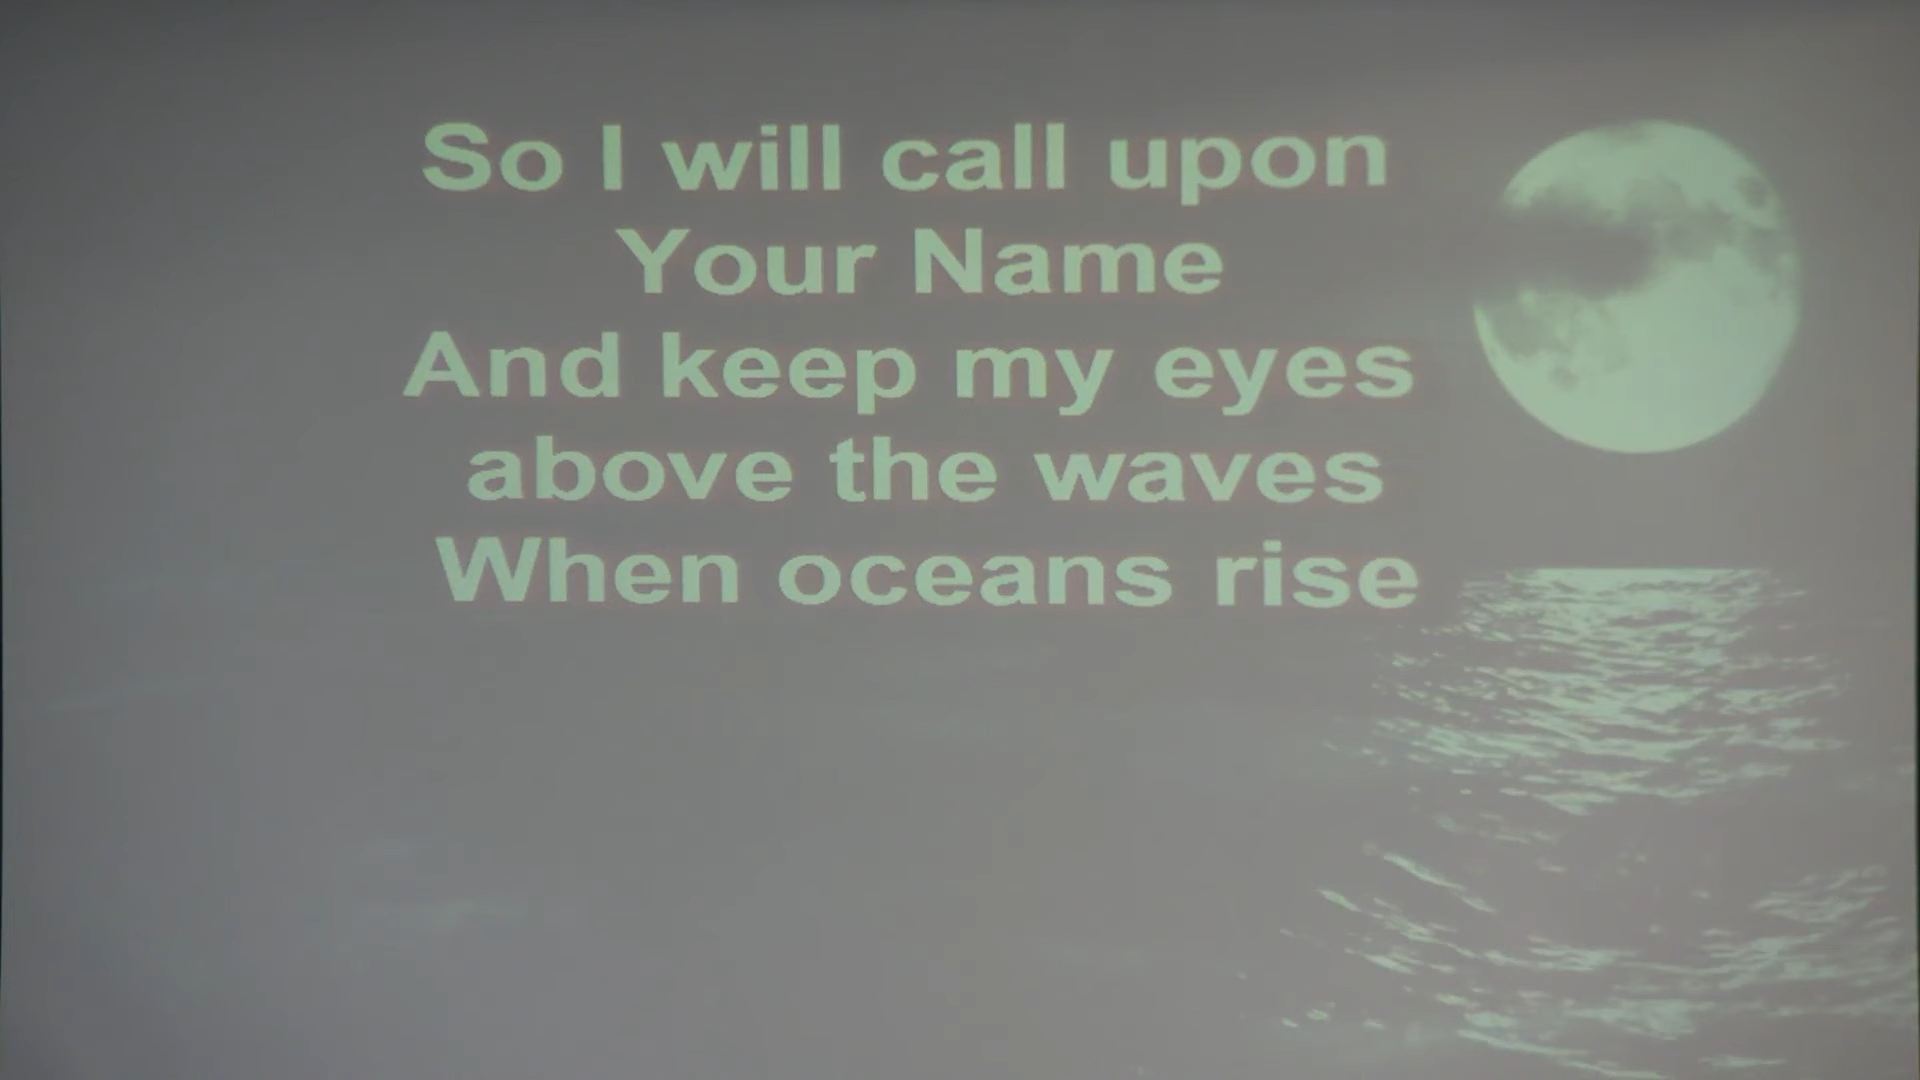 So I will call upon
Your Name
And keep my eyes
above the waves
When oceans rise